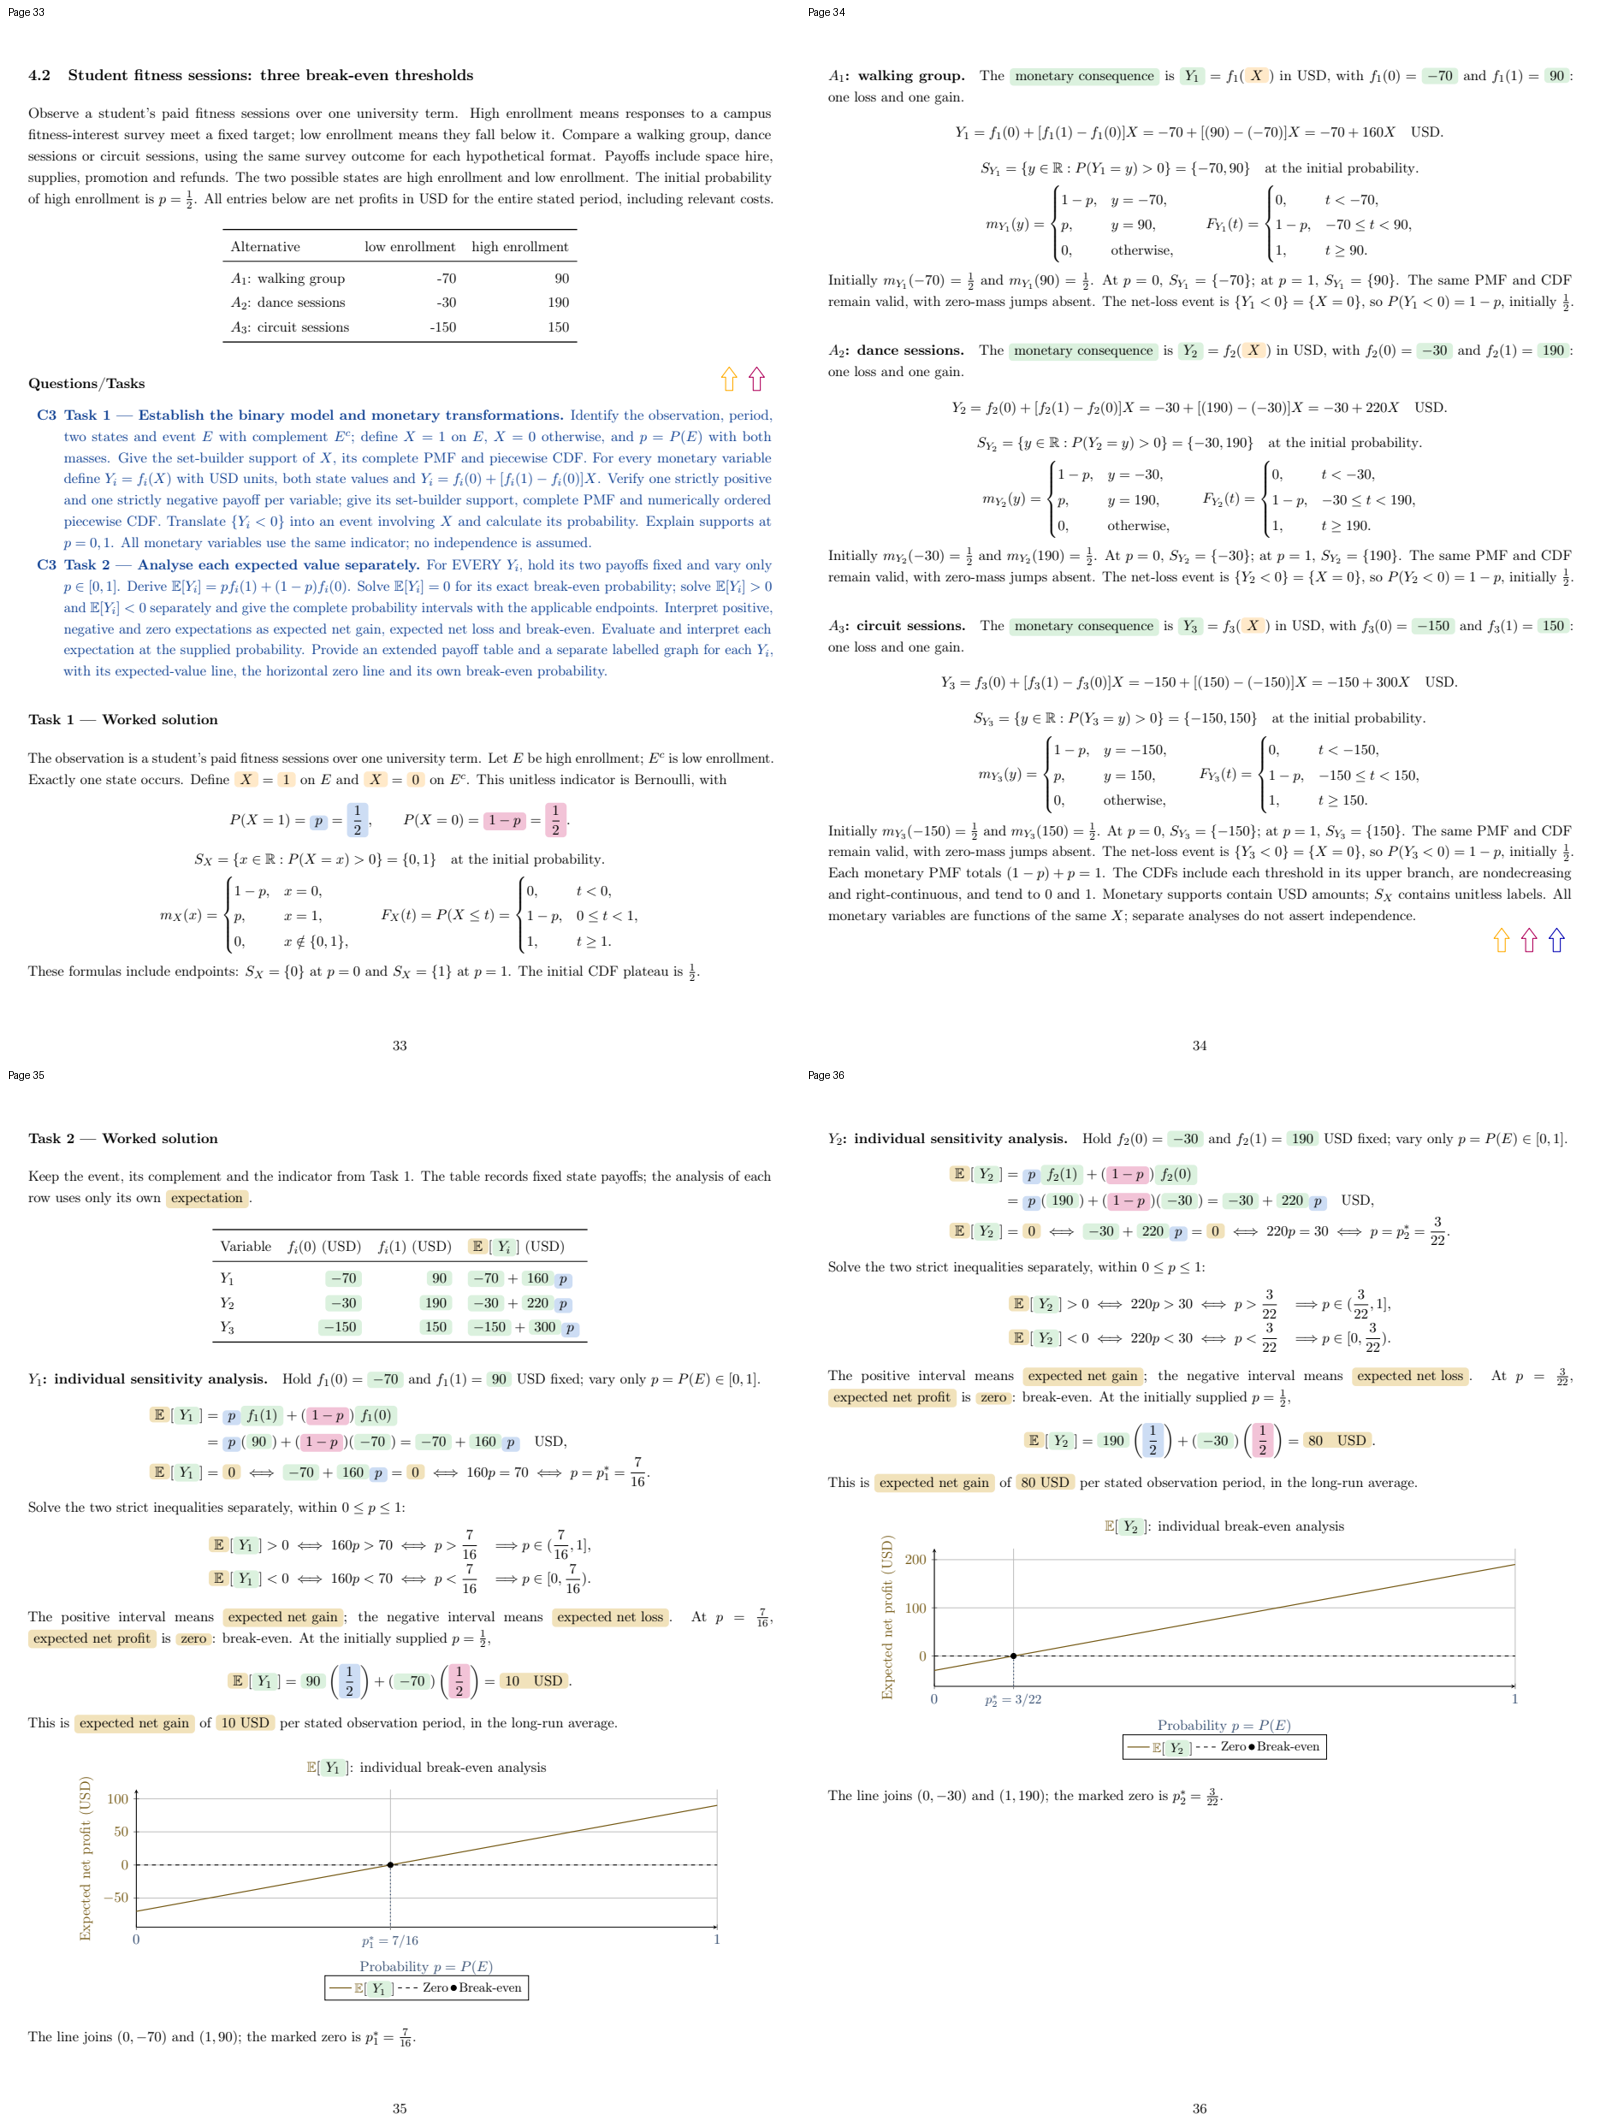 Page 33
4.2 Student fitness sessions: three break-even thresholds
Observe a student's paid fitness sessions over one university term. High enrollment means responses to a campus
fitness-interest survey meet a fixed target; low enrollment means they fall below it. Compare a walking group, dance
sessions or circuit sessions, using the same survey outcome for each hypothetical format. Payoffs include space hire,
supplies, promotion and refunds. The two possible states are high enrollment and low enrollment. The initial probability
of high enrollment is p = 1/2. All entries below are net profits in USD for the entire stated period, including relevant costs.
Alternative low enrollment high enrollment
A₁: walking group -70 90
A₂: dance sessions -30 190
A₃: circuit sessions -150 150
Questions/Tasks
C3 Task 1 — Establish the binary model and monetary transformations. Identify the observation, period,
two states and event E with complement Eᶜ; define X = 1 on E, X = 0 otherwise, and p = P(E) with both
masses. Give the set-builder support of X, its complete PMF and piecewise CDF. For every monetary variable
define Yᵢ = fᵢ(X) with USD units, both state values and Yᵢ = fᵢ(0) + [fᵢ(1) − fᵢ(0)]X. Verify one strictly positive
and one strictly negative payoff per variable; give its set-builder support, complete PMF and numerically ordered
piecewise CDF. Translate {Yᵢ < 0} into an event involving X and calculate its probability. Explain supports at
p = 0, 1. All monetary variables use the same indicator; no independence is assumed.
C3 Task 2 — Analyse each expected value separately. For EVERY Yᵢ, hold its two payoffs fixed and vary only
p ∈ [0, 1]. Derive 𝔼[Yᵢ] = pfᵢ(1) + (1 − p)fᵢ(0). Solve 𝔼[Yᵢ] = 0 for its exact break-even probability; solve 𝔼[Yᵢ] > 0
and 𝔼[Yᵢ] < 0 separately and give the complete probability intervals with the applicable endpoints. Interpret positive,
negative and zero expectations as expected net gain, expected net loss and break-even. Evaluate and interpret each
expectation at the supplied probability. Provide an extended payoff table and a separate labelled graph for each Yᵢ,
with its expected-value line, the horizontal zero line and its own break-even probability.
Task 1 — Worked solution
The observation is a student's paid fitness sessions over one university term. Let E be high enrollment; Eᶜ is low enrollment.
Exactly one state occurs. Define X = 1 on E and X = 0 on Eᶜ. This unitless indicator is Bernoulli, with
P(X = 1) = p = 1/2, P(X = 0) = 1 − p = 1/2.
S_X = {x ∈ ℝ : P(X = x) > 0} = {0, 1} at the initial probability.
m_X(x) = { 1 − p, x = 0, p, x = 1, 0, x ∉ {0, 1}, F_X(t) = P(X ≤ t) = { 0, t < 0, 1 − p, 0 ≤ t < 1, 1, t ≥ 1.
These formulas include endpoints: S_X = {0} at p = 0 and S_X = {1} at p = 1. The initial CDF plateau is 1/2.
33
Page 34
A₁: walking group. The monetary consequence is Y₁ = f₁(X) in USD, with f₁(0) = −70 and f₁(1) = 90:
one loss and one gain.
Y₁ = f₁(0) + [f₁(1) − f₁(0)]X = −70 + [(90) − (−70)]X = −70 + 160X USD.
S_Y₁ = {y ∈ ℝ : P(Y₁ = y) > 0} = {−70, 90} at the initial probability.
m_Y₁(y) = { 1 − p, y = −70, p, y = 90, 0, otherwise, F_Y₁(t) = { 0, t < −70, 1 − p, −70 ≤ t < 90, 1, t ≥ 90.
Initially m_Y₁(−70) = 1/2 and m_Y₁(90) = 1/2. At p = 0, S_Y₁ = {−70}; at p = 1, S_Y₁ = {90}. The same PMF and CDF
remain valid, with zero-mass jumps absent. The net-loss event is {Y₁ < 0} = {X = 0}, so P(Y₁ < 0) = 1 − p, initially 1/2.
A₂: dance sessions. The monetary consequence is Y₂ = f₂(X) in USD, with f₂(0) = −30 and f₂(1) = 190:
one loss and one gain.
Y₂ = f₂(0) + [f₂(1) − f₂(0)]X = −30 + [(190) − (−30)]X = −30 + 220X USD.
S_Y₂ = {y ∈ ℝ : P(Y₂ = y) > 0} = {−30, 190} at the initial probability.
m_Y₂(y) = { 1 − p, y = −30, p, y = 190, 0, otherwise, F_Y₂(t) = { 0, t < −30, 1 − p, −30 ≤ t < 190, 1, t ≥ 190.
Initially m_Y₂(−30) = 1/2 and m_Y₂(190) = 1/2. At p = 0, S_Y₂ = {−30}; at p = 1, S_Y₂ = {190}. The same PMF and CDF
remain valid, with zero-mass jumps absent. The net-loss event is {Y₂ < 0} = {X = 0}, so P(Y₂ < 0) = 1 − p, initially 1/2.
A₃: circuit sessions. The monetary consequence is Y₃ = f₃(X) in USD, with f₃(0) = −150 and f₃(1) = 150:
one loss and one gain.
Y₃ = f₃(0) + [f₃(1) − f₃(0)]X = −150 + [(150) − (−150)]X = −150 + 300X USD.
S_Y₃ = {y ∈ ℝ : P(Y₃ = y) > 0} = {−150, 150} at the initial probability.
m_Y₃(y) = { 1 − p, y = −150, p, y = 150, 0, otherwise, F_Y₃(t) = { 0, t < −150, 1 − p, −150 ≤ t < 150, 1, t ≥ 150.
Initially m_Y₃(−150) = 1/2 and m_Y₃(150) = 1/2. At p = 0, S_Y₃ = {−150}; at p = 1, S_Y₃ = {150}. The same PMF and CDF
remain valid, with zero-mass jumps absent. The net-loss event is {Y₃ < 0} = {X = 0}, so P(Y₃ < 0) = 1 − p, initially 1/2.
Each monetary PMF totals (1 − p) + p = 1. The CDFs include each threshold in its upper branch, are nondecreasing
and right-continuous, and tend to 0 and 1. Monetary supports contain USD amounts; S_X contains unitless labels. All
monetary variables are functions of the same X; separate analyses do not assert independence.
34
Page 35
Task 2 — Worked solution
Keep the event, its complement and the indicator from Task 1. The table records fixed state payoffs; the analysis of each
row uses only its own expectation.
Variable fᵢ(0) (USD) fᵢ(1) (USD) 𝔼[Yᵢ] (USD)
Y₁ −70 90 −70 + 160 p
Y₂ −30 190 −30 + 220 p
Y₃ −150 150 −150 + 300 p
Y₁: individual sensitivity analysis. Hold f₁(0) = −70 and f₁(1) = 90 USD fixed; vary only p = P(E) ∈ [0, 1].
𝔼[Y₁] = p f₁(1) + (1 − p) f₁(0)
= p(90) + (1 − p)(−70) = −70 + 160 p USD,
𝔼[Y₁] = 0 ⟺ −70 + 160 p = 0 ⟺ 160p = 70 ⟺ p = p₁* = 7/16.
Solve the two strict inequalities separately, within 0 ≤ p ≤ 1:
𝔼[Y₁] > 0 ⟺ 160p > 70 ⟺ p > 7/16 ⟹ p ∈ (7/16, 1],
𝔼[Y₁] < 0 ⟺ 160p < 70 ⟺ p < 7/16 ⟹ p ∈ [0, 7/16).
The positive interval means expected net gain; the negative interval means expected net loss. At p = 7/16,
expected net profit is zero: break-even. At the initially supplied p = 1/2,
𝔼[Y₁] = 90 (1/2) + (−70) (1/2) = 10 USD.
This is expected net gain of 10 USD per stated observation period, in the long-run average.
𝔼[Y₁]: individual break-even analysis
Expected net profit (USD)
100
50
0
−50
0 p₁* = 7/16 1
Probability p = P(E)
𝔼[Y₁] Zero Break-even
The line joins (0, −70) and (1, 90); the marked zero is p₁* = 7/16.
35
Page 36
Y₂: individual sensitivity analysis. Hold f₂(0) = −30 and f₂(1) = 190 USD fixed; vary only p = P(E) ∈ [0, 1].
𝔼[Y₂] = p f₂(1) + (1 − p) f₂(0)
= p(190) + (1 − p)(−30) = −30 + 220 p USD,
𝔼[Y₂] = 0 ⟺ −30 + 220 p = 0 ⟺ 220p = 30 ⟺ p = p₂* = 3/22.
Solve the two strict inequalities separately, within 0 ≤ p ≤ 1:
𝔼[Y₂] > 0 ⟺ 220p > 30 ⟺ p > 3/22 ⟹ p ∈ (3/22, 1],
𝔼[Y₂] < 0 ⟺ 220p < 30 ⟺ p < 3/22 ⟹ p ∈ [0, 3/22).
The positive interval means expected net gain; the negative interval means expected net loss. At p = 3/22,
expected net profit is zero: break-even. At the initially supplied p = 1/2,
𝔼[Y₂] = 190 (1/2) + (−30) (1/2) = 80 USD.
This is expected net gain of 80 USD per stated observation period, in the long-run average.
𝔼[Y₂]: individual break-even analysis
Expected net profit (USD)
200
100
0
0 p₂* = 3/22 1
Probability p = P(E)
𝔼[Y₂] Zero Break-even
The line joins (0, −30) and (1, 190); the marked zero is p₂* = 3/22.
36